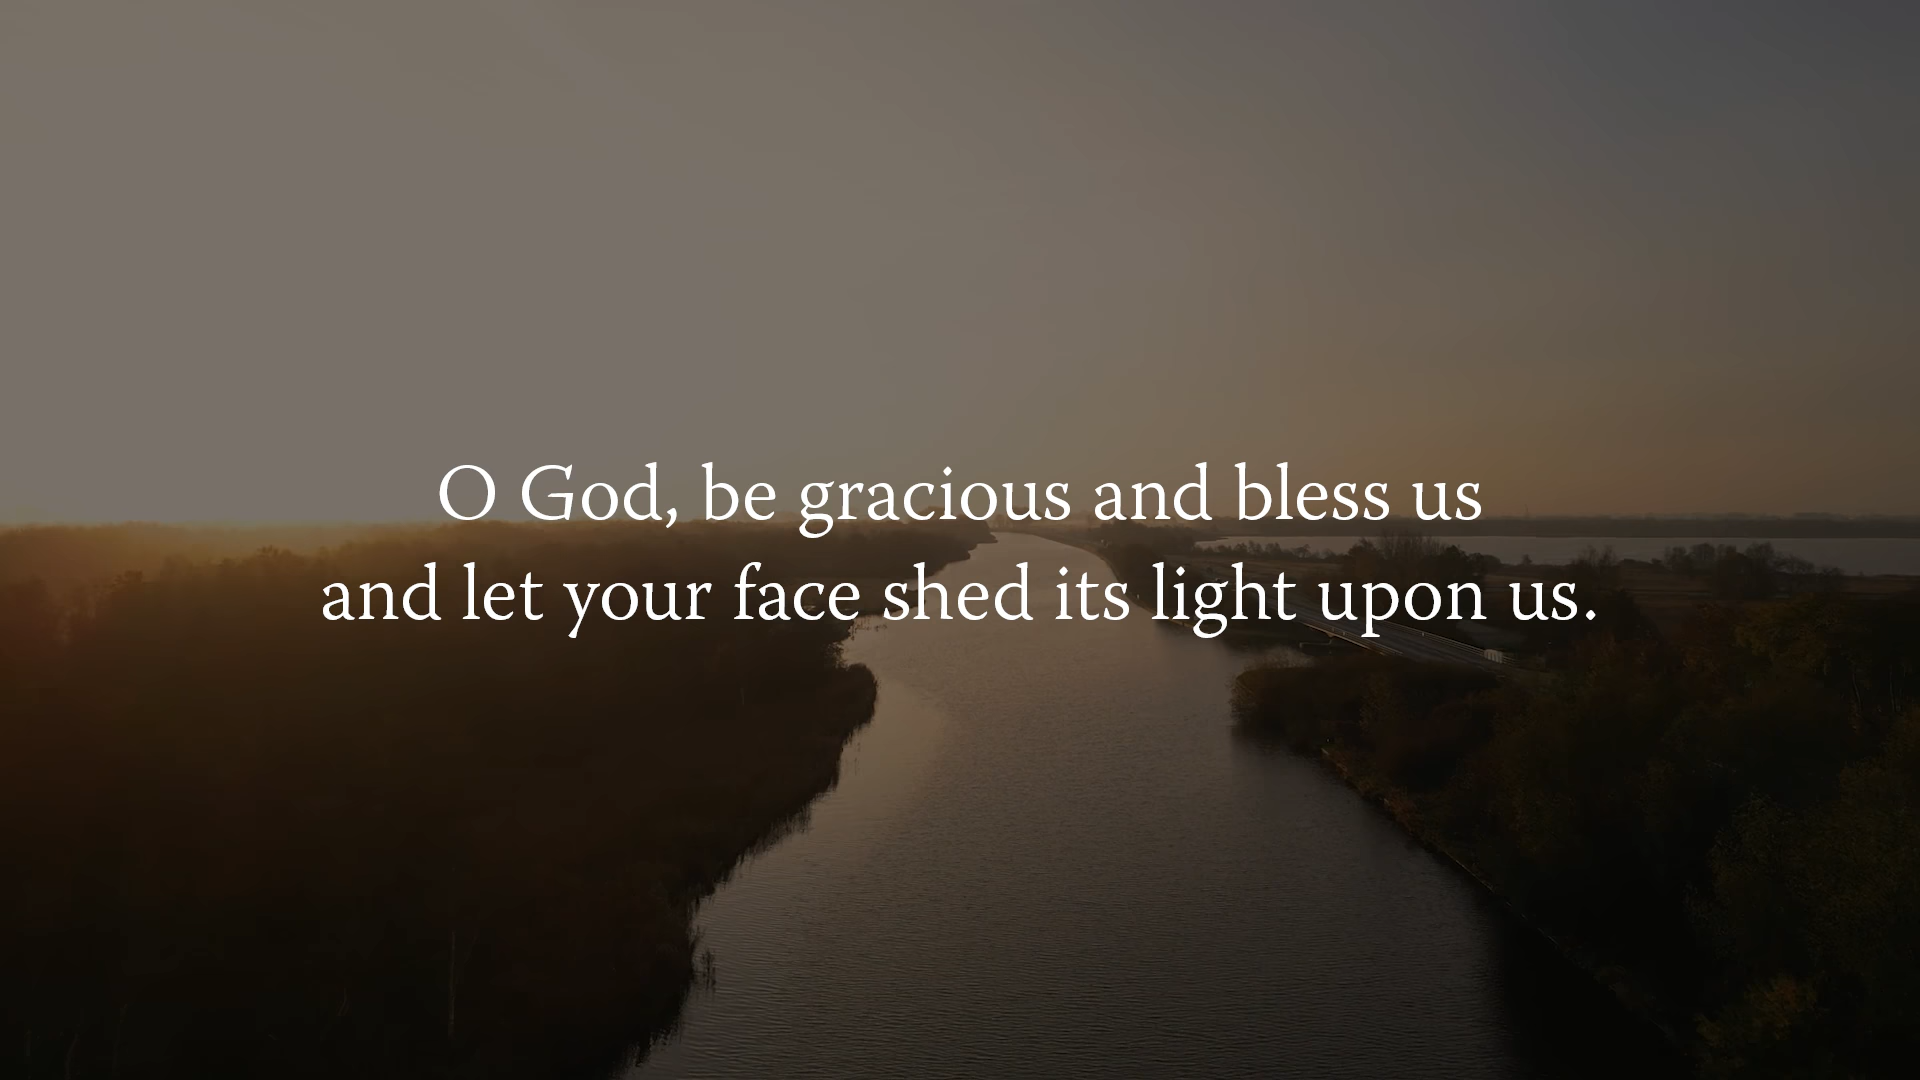 O God, be gracious and bless us
and let your face shed its light upon us.